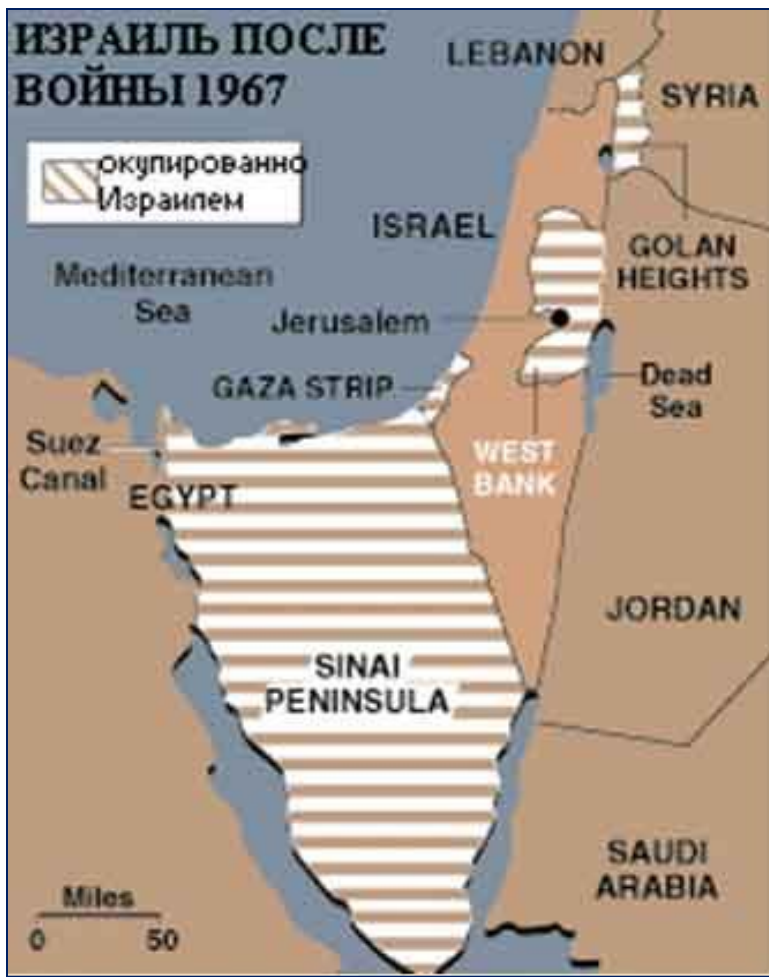 ИЗРАИЛЬ ПОСЛЕ
ВОЙНЫ 1967
окупированно
Израилем
LEBANON
SYRIA
ISRAEL
GOLAN
HEIGHTS
Mediterranean
Sea
Jerusalem
GAZA STRIP
Dead
Sea
Suez
Canal
WEST
BANK
EGYPT
JORDAN
SINAI
PENINSULA
SAUDI
ARABIA
Miles
0 50